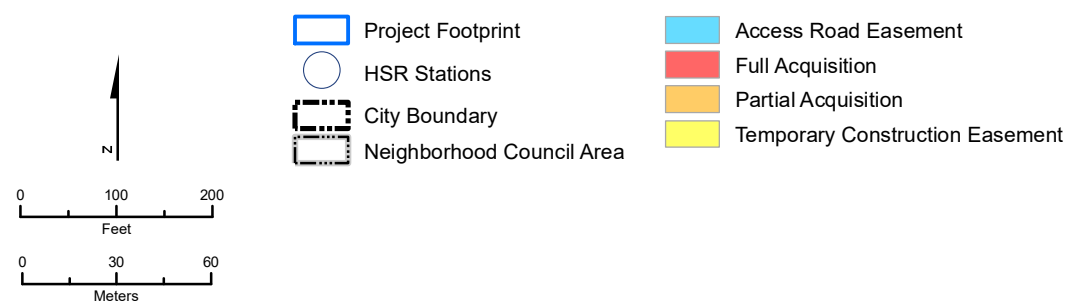 Project Footprint
HSR Stations
City Boundary
Neighborhood Council Area
Access Road Easement
Full Acquisition
Partial Acquisition
Temporary Construction Easement
N
0 100 200
Feet
0 30 60
Meters